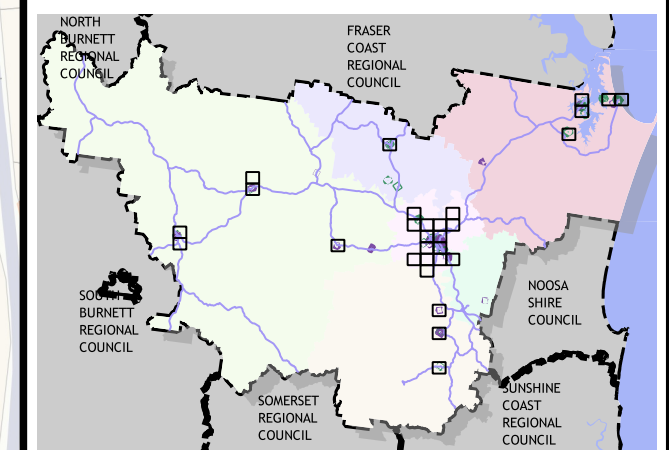 NORTH
BURNETT
REGIONAL
COUNCIL
FRASER
COAST
REGIONAL
COUNCIL
SOUTH
BURNETT
REGIONAL
COUNCIL
NOOSA
SHIRE
COUNCIL
SOMERSET
REGIONAL
COUNCIL
SUNSHINE
COAST
REGIONAL
COUNCIL